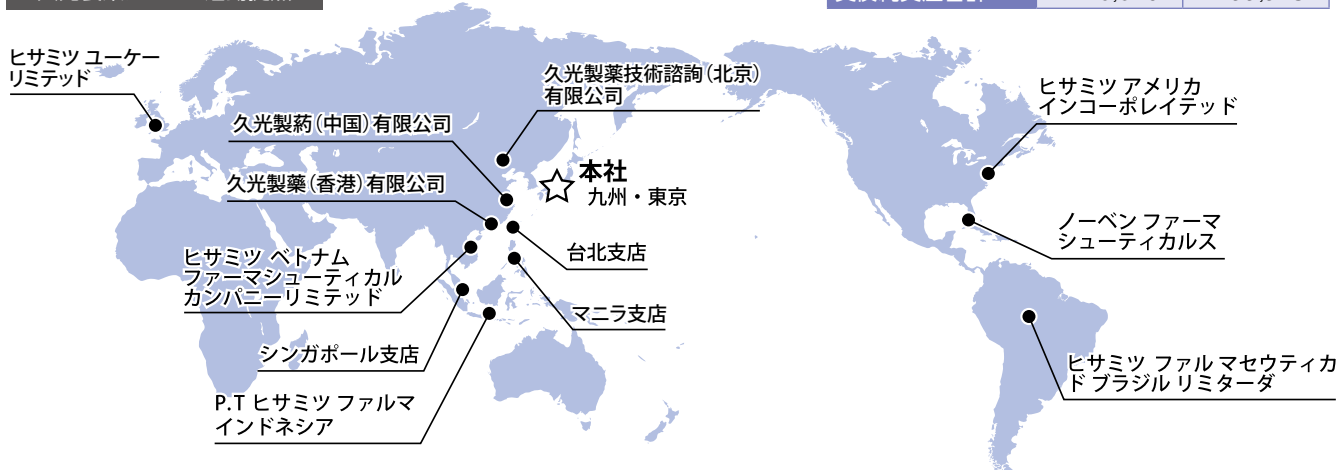 ヒサミツ ユーケー
リミテッド
久光製薬技術諮詢（北京）
有限公司
久光製葯（中国）有限公司
久光製藥（香港）有限公司
本社
九州・東京
ヒサミツ アメリカ
インコーポレイテッド
ノーベン ファーマ
シューティカルス
台北支店
ヒサミツ ベトナム
ファーマシューティカル
カンパニーリミテッド
マニラ支店
シンガポール支店
P.T ヒサミツ ファルマ
インドネシア
ヒサミツ ファル マセウティカ
ド ブラジル リミターダ